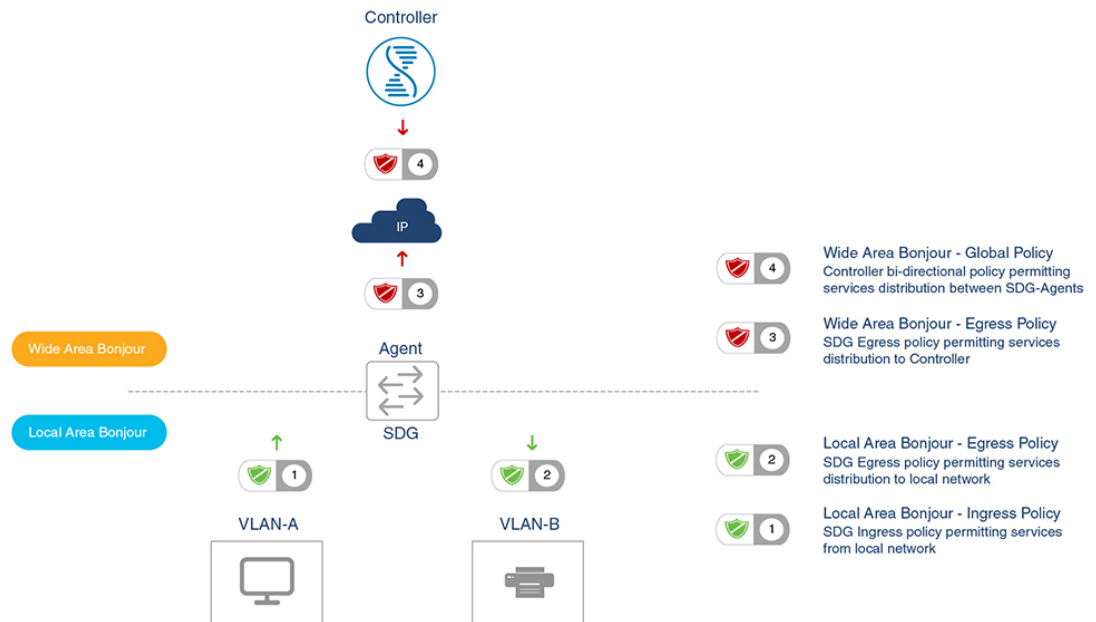 Controller
4
IP
3
Wide Area Bonjour
Agent
SDG
Local Area Bonjour
1
2
VLAN-A
VLAN-B
4
Wide Area Bonjour - Global Policy
Controller bi-directional policy permitting
services distribution between SDG-Agents
3
Wide Area Bonjour - Egress Policy
SDG Egress policy permitting services
distribution to Controller
2
Local Area Bonjour - Egress Policy
SDG Egress policy permitting services
distribution to local network
1
Local Area Bonjour - Ingress Policy
SDG Ingress policy permitting services
from local network